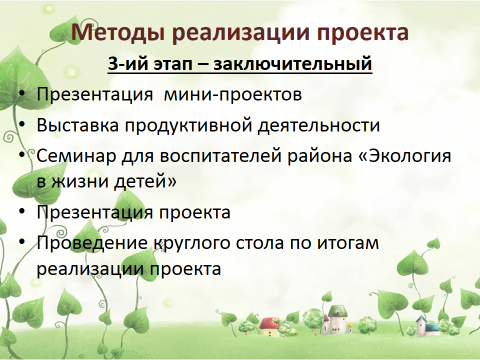 Методы реализации проекта
3-ий этап – заключительный
• Презентация  мини-проектов
• Выставка продуктивной деятельности
• Семинар для воспитателей района «Экология
в жизни детей»
• Презентация проекта
• Проведение круглого стола по итогам
реализации проекта